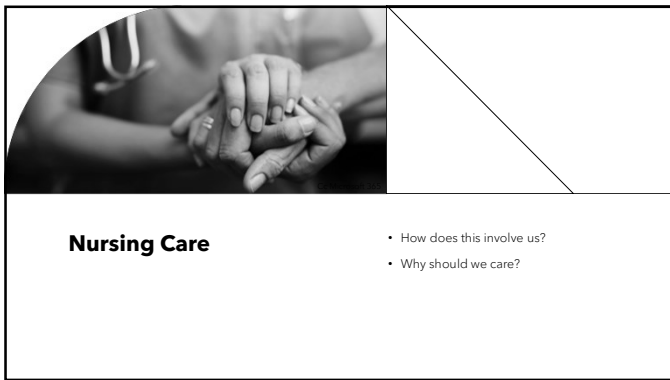 Nursing Care
• How does this involve us?
• Why should we care?